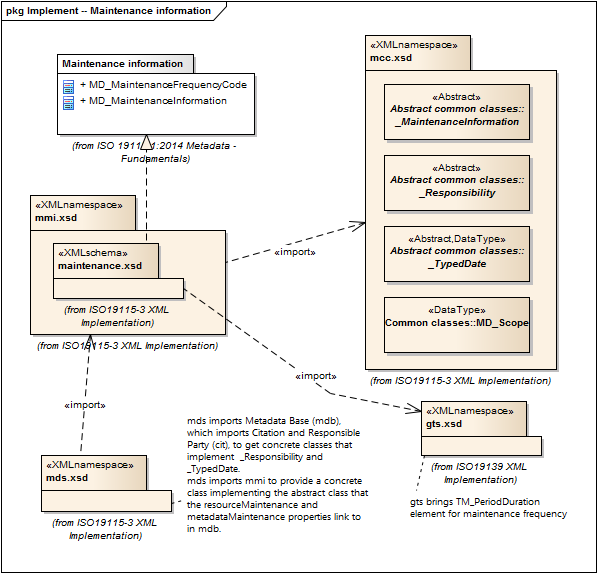 pkg Implement -- Maintenance information
Maintenance information
+ MD_MaintenanceFrequencyCode
+ MD_MaintenanceInformation
(from ISO 1911 1:2014 Metadata -
Fundamentals)
«XMLnamespace»
mmi.xsd
«XMLschema»
maintenance.xsd
(from ISO19115-3 XML
Implementation)
(from ISO19115-3 XML Implementation)
«import»
«XMLnamespace»
mcc.xsd
«Abstract»
Abstract common classes::
_MaintenanceInformation
«Abstract»
Abstract common classes::
_Responsibility
«Abstract,DataType»
Abstract common classes::
_TypedDate
«DataType»
Common classes::MD_Scope
(from ISO19115-3 XML Implementation)
«import»
«import»
«XMLnamespace»
mds.xsd
(from ISO19115-3 XML
Implementation)
mds imports Metadata Base (mdb),
which imports Citation and Responsible
Party (cit), to get concrete classes that
implement _Responsibility and
_TypedDate.
mds imports mmi to provide a concrete
class implementing the abstract class that
the resourceMaintenance and
metadataMaintenance properties link to
in mdb.
«XMLnamespace»
gts.xsd
(from ISO19139 XML
Implementation)
gts brings TM_PeriodDuration
element for maintenance frequency